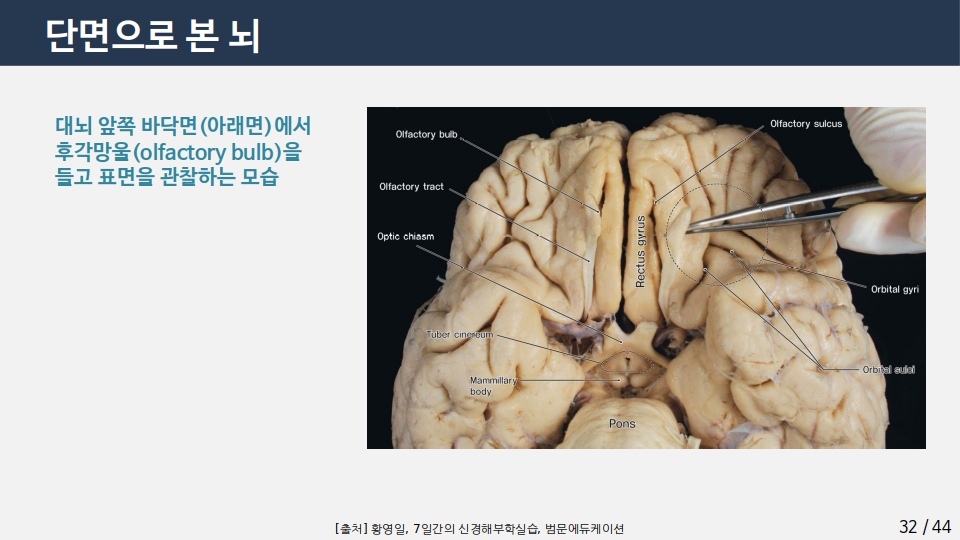 단면으로 본 뇌
대뇌 앞쪽 바닥면(아래면)에서
후각망울(olfactory bulb)을
들고 표면을 관찰하는 모습
Olfactory bulb
Olfactory sulcus
Olfactory tract
Optic chiasm
Rectus gyrus
Orbital gyri
Tuber cinereum
Orbital sulci
Mammillary
body
Pons
[출처] 황영일, 7일간의 신경해부학실습, 범문에듀케이션
32 / 44